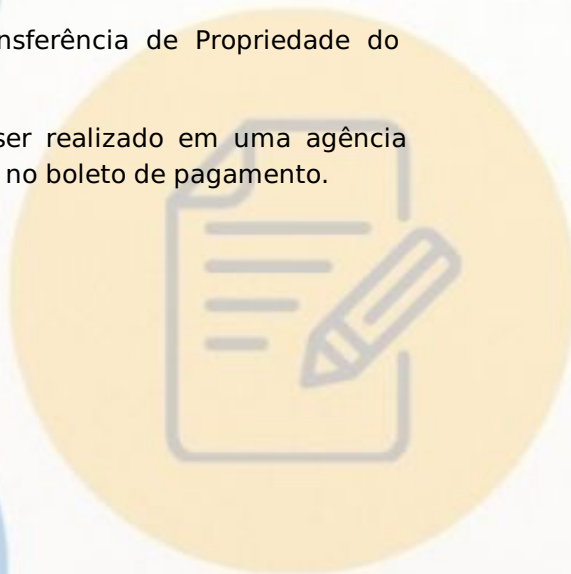 nsferência de Propriedade do
ser realizado em uma agência
no boleto de pagamento.